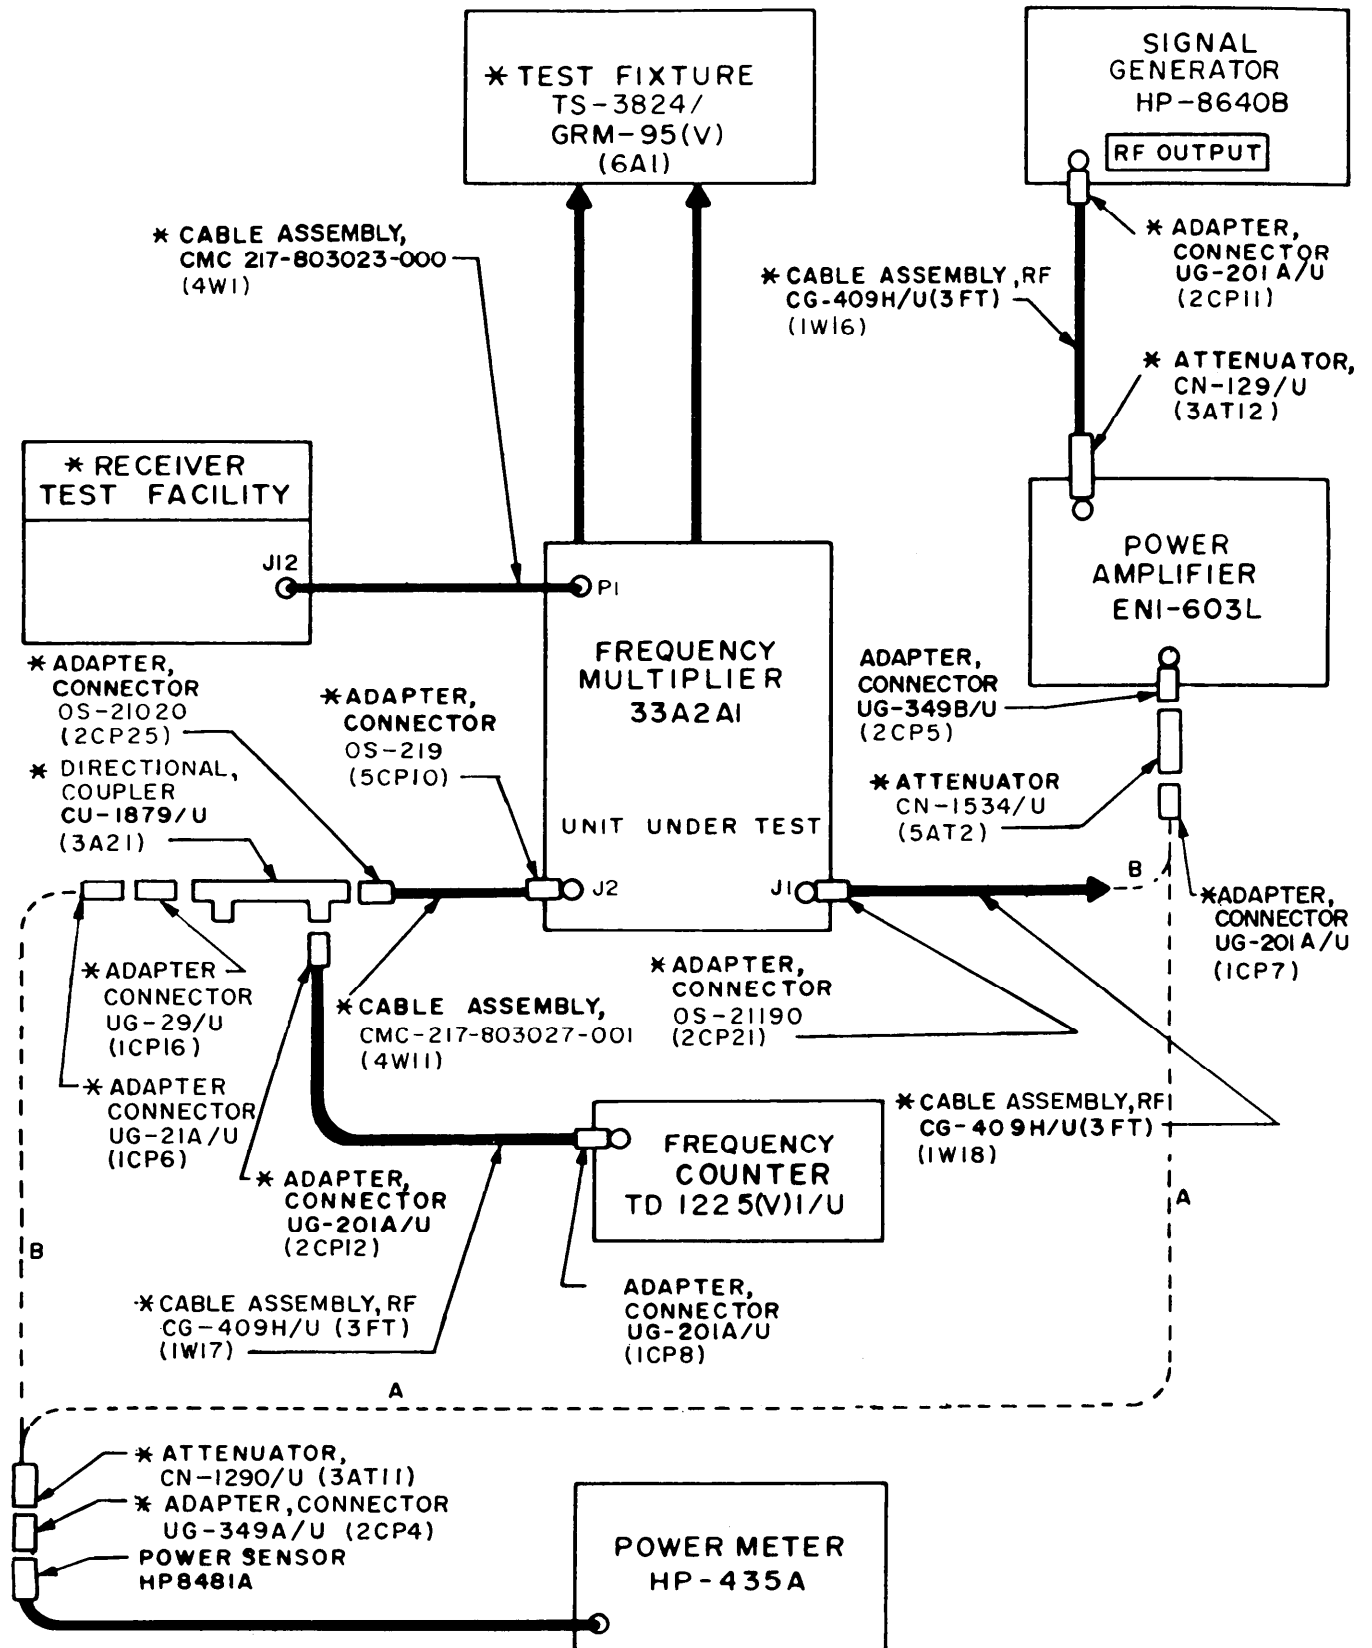 * TEST FIXTURE
TS-3824/
GRM-95(V)
(6A1)
SIGNAL
GENERATOR
HP-8640B
RF OUTPUT
* CABLE ASSEMBLY,
CMC 217-803023-000
(4W1)
* ADAPTER,
CONNECTOR
UG-201A/U
(2CP11)
* CABLE ASSEMBLY, RF
CG-409H/U(3FT)
(1W16)
* ATTENUATOR,
CN-129/U
(3AT12)
* RECEIVER
TEST FACILITY
J12
P1
POWER
AMPLIFIER
ENI-603L
FREQUENCY
MULTIPLIER
33A2A1
UNIT UNDER TEST
J2
J1
* ADAPTER,
CONNECTOR
OS-21020
(2CP25)
* DIRECTIONAL,
COUPLER
CU-1879/U
(3A21)
* ADAPTER,
CONNECTOR
OS-219
(5CP10)
ADAPTER,
CONNECTOR
UG-349B/U
(2CP5)
* ATTENUATOR
CN-1534/U
(5AT2)
B
* ADAPTER,
CONNECTOR
UG-201A/U
(1CP7)
* ADAPTER
CONNECTOR
UG-29/U
(1CP16)
* CABLE ASSEMBLY,
CMC-217-803027-001
(4W11)
* ADAPTER,
CONNECTOR
OS-21190
(2CP21)
* ADAPTER
CONNECTOR
UG-21A/U
(1CP6)
* CABLE ASSEMBLY, RF
CG-409H/U(3FT)
(1W18)
FREQUENCY
COUNTER
TD 1225(V)1/U
* ADAPTER,
CONNECTOR
UG-201A/U
(2CP12)
A
B
* CABLE ASSEMBLY, RF
CG-409H/U (3FT)
(1W17)
ADAPTER,
CONNECTOR
UG-201A/U
(1CP8)
A
* ATTENUATOR,
CN-1290/U (3AT11)
* ADAPTER, CONNECTOR
UG-349A/U (2CP4)
POWER SENSOR
HP8481A
POWER METER
HP-435A